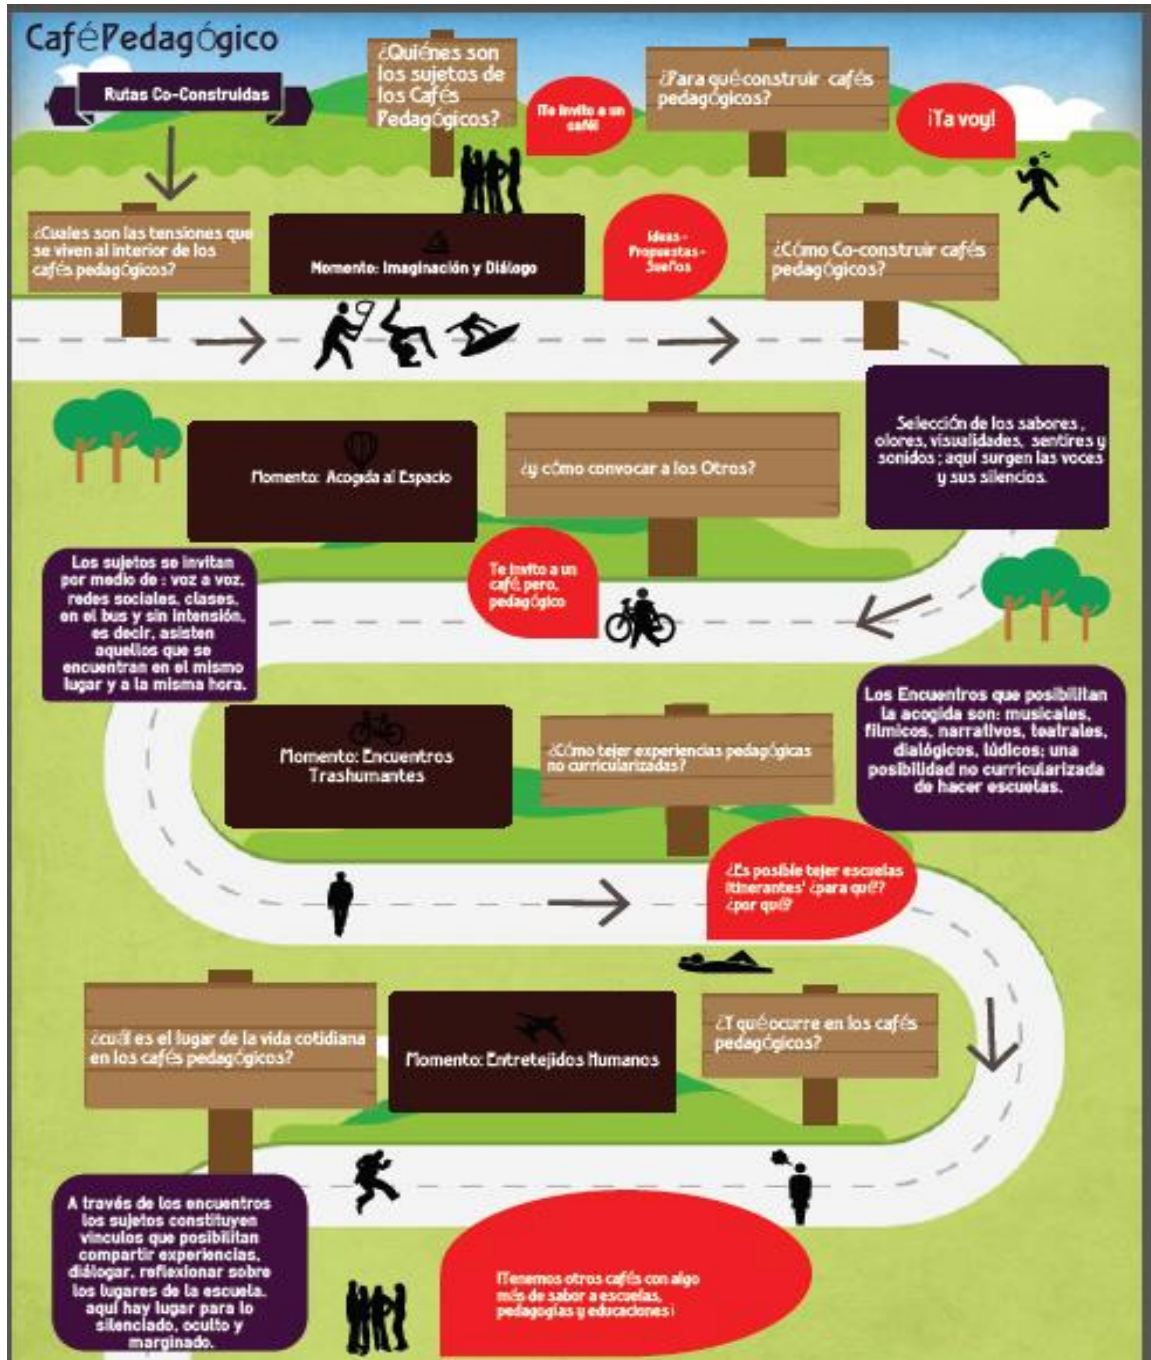 CaféPedagógico
Rutas Co-Construidas
¿Quiénes son
los sujetos de
los Cafés
Pedagógicos?
¡Te invito a un
café!
¿Para quéconstruir cafés
pedagógicos?
¡Ta voy!
¿Cuales son las tensiones que
se viven al interior de los
cafés pedagógicos?
Momento: Imaginación y Diálogo
Ideas-
Propuestas-
Sueños
¿Cómo Co-construir cafés
pedagógicos?
Selección de los sabores ,
olores, visualidades, sentires y
sonidos ; aquí surgen las voces
y sus silencios.
Momento: Acogida al Espacio
¿y cómo convocar a los Otros?
Los sujetos se invitan
por medio de : voz a voz,
redes sociales, clases,
en el bus y sin intensión,
es decir, asisten
aquellos que se
encuentran en el mismo
lugar y a la misma hora.
Te invito a un
café, pero,
pedagógico
Los Encuentros que posibilitan
la acogida son: musicales,
fílmicos, narrativos, teatrales,
dialógicos, lúdicos; una
posibilidad no curricularizada
de hacer escuelas.
Momento: Encuentros
Trashumantes
¿Cómo tejer experiencias pedagógicas
no curricularizadas?
¿Es posible tejer escuelas
itinerantes' ¿para qué!?
¿por qué!?
¿cuál es el lugar de la vida cotidiana
en los cafés pedagógicos?
Momento: Entretejidos Humanos
¿Y quéocurre en los cafés
pedagógicos?
A través de los encuentros
los sujetos constituyen
vínculos que posibilitan
compartir experiencias,
diálogar, reflexionar sobre
los lugares de la escuela,
aquí hay lugar para lo
silenciado, oculto y
marginado.
!Tenemos otros cafés con algo
más de sabor a escuelas,
pedagogías y educaciones¡